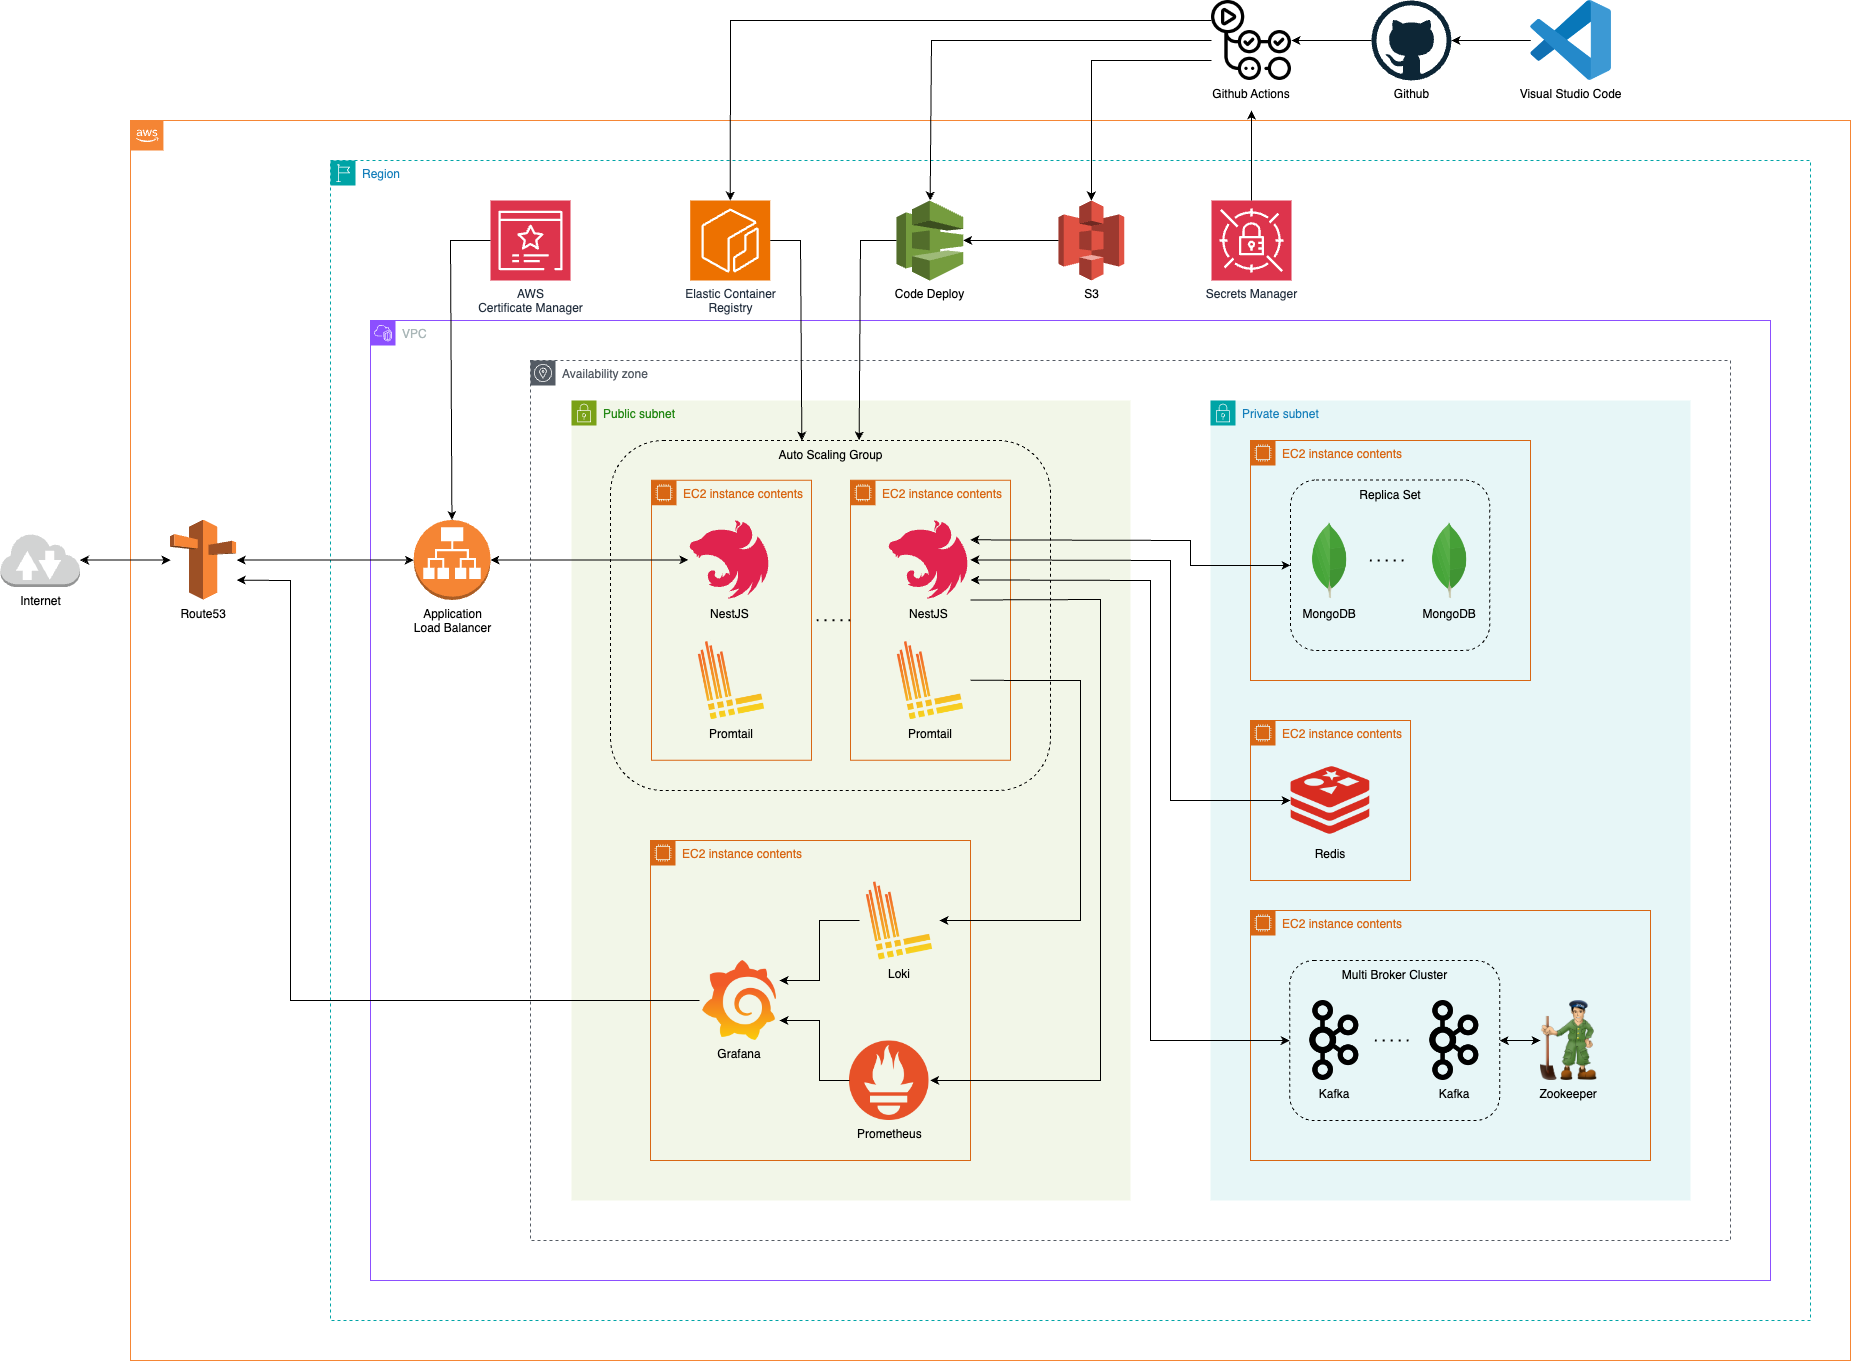 Github Actions
Github
Visual Studio Code
aws
Region
AWS
Certificate Manager
Elastic Container
Registry
Code Deploy
S3
Secrets Manager
VPC
Availability zone
Public subnet
Private subnet
Auto Scaling Group
EC2 instance contents
EC2 instance contents
EC2 instance contents
Replica Set
NestJS
NestJS
MongoDB
MongoDB
Internet
Route53
Application
Load Balancer
Promtail
Promtail
EC2 instance contents
Redis
EC2 instance contents
Loki
Grafana
Prometheus
EC2 instance contents
Multi Broker Cluster
Kafka
Kafka
Zookeeper